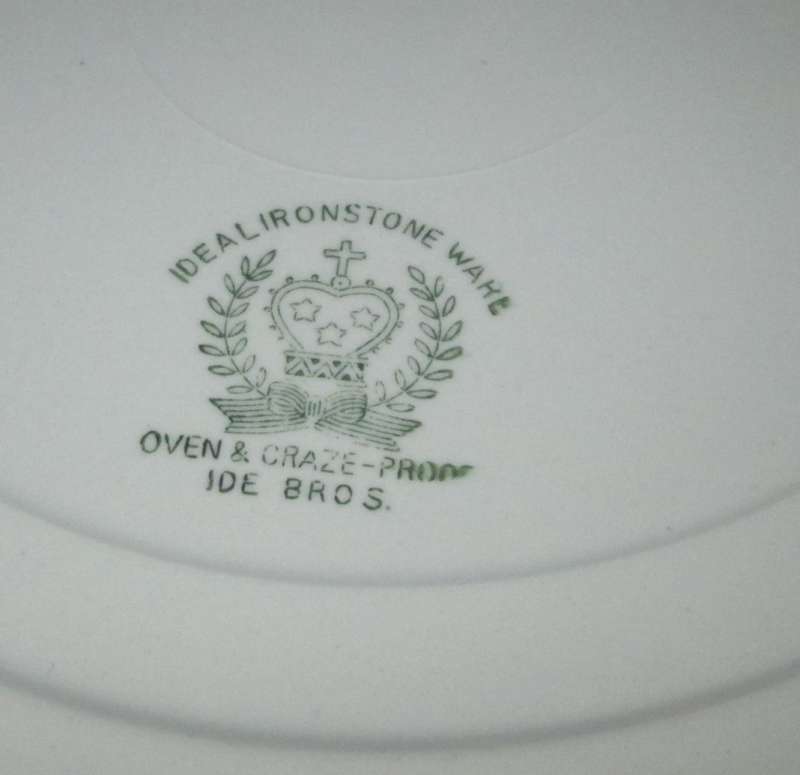 IDEAL IRONSTONE WARE
OVEN & CRAZE-PROOF
IDE BROS.